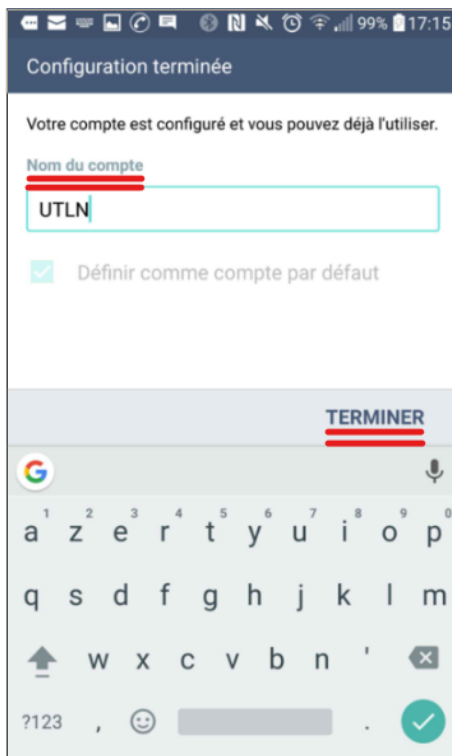 99% 17:15
Configuration terminée
Votre compte est configuré et vous pouvez déjà l'utiliser.
Nom du compte
UTLN
Définir comme compte par défaut
TERMINER
G
1 2 3 4 5 6 7 8 9 0
a z e r t y u i o p
q s d f g h j k l m
w x c v b n '
?123 , .